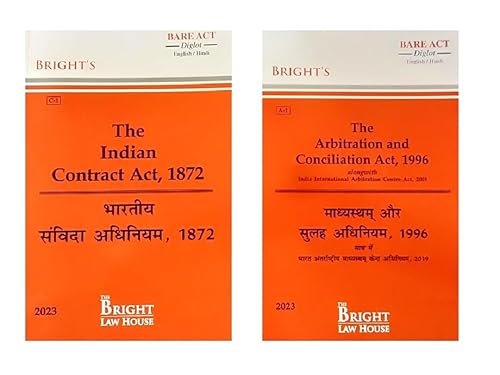 BARE ACT
Diglot
English / Hindi
BRIGHT'S
C-1
The
Indian
Contract Act, 1872
भारतीय
संविदा अधिनियम, 1872
2023
THE
BRIGHT
LAW HOUSE
BARE ACT
Diglot
English / Hindi
BRIGHT'S
A-1
The
Arbitration and
Conciliation Act, 1996
alongwith
India International Arbitration Centre Act,
माध्यस्थम् और
सुलह अधिनियम, 1996
साथ में
भारत अंतर्राष्ट्रीय माध्यस्थम् केन्द्र अधिनियम, 2019
2023
THE
BRIGHT
LAW HOUSE